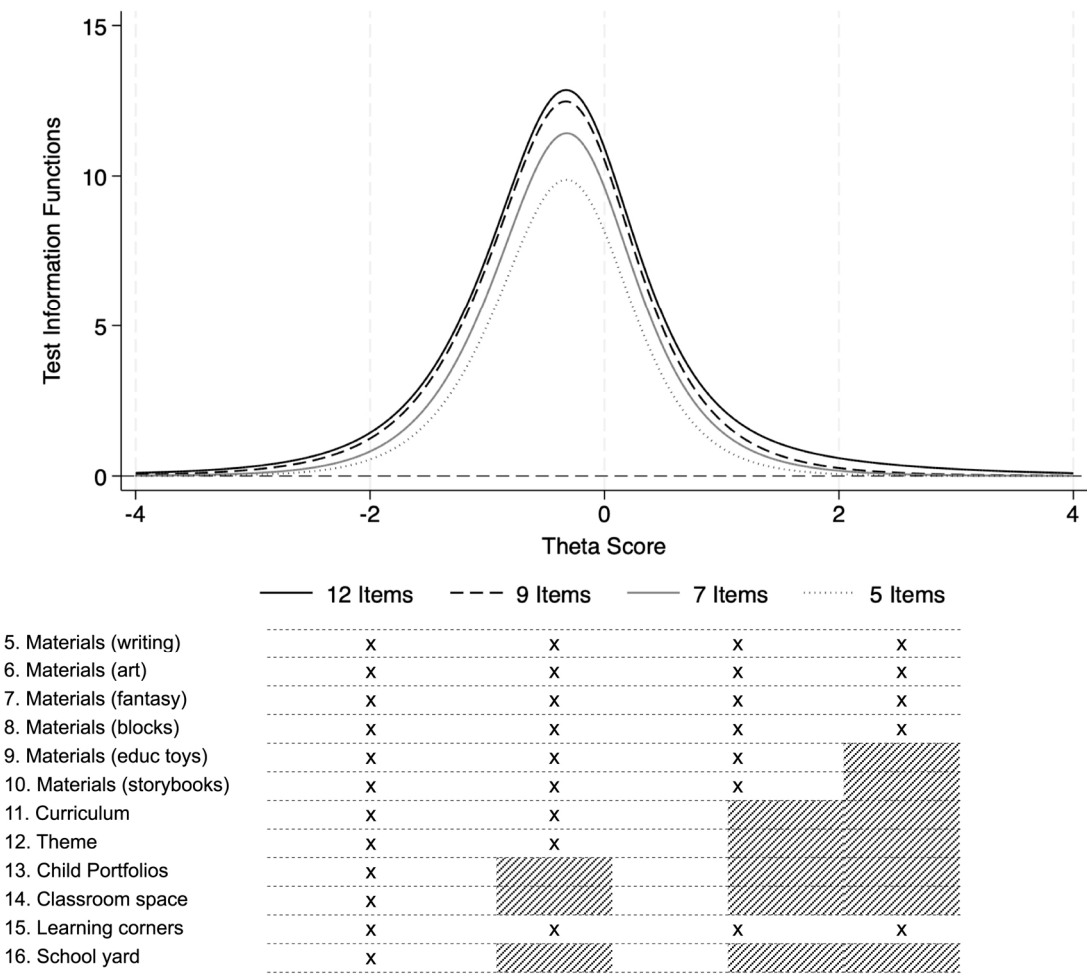 15
10
5
0
Test Information Functions
-4 -2 0 2 4
Theta Score
12 Items 9 Items 7 Items 5 Items
5. Materials (writing) x x x x
6. Materials (art) x x x x
7. Materials (fantasy) x x x x
8. Materials (blocks) x x x x
9. Materials (educ toys) x x x
10. Materials (storybooks) x x x
11. Curriculum x x
12. Theme x x
13. Child Portfolios x
14. Classroom space x
15. Learning corners x x x x
16. School yard x